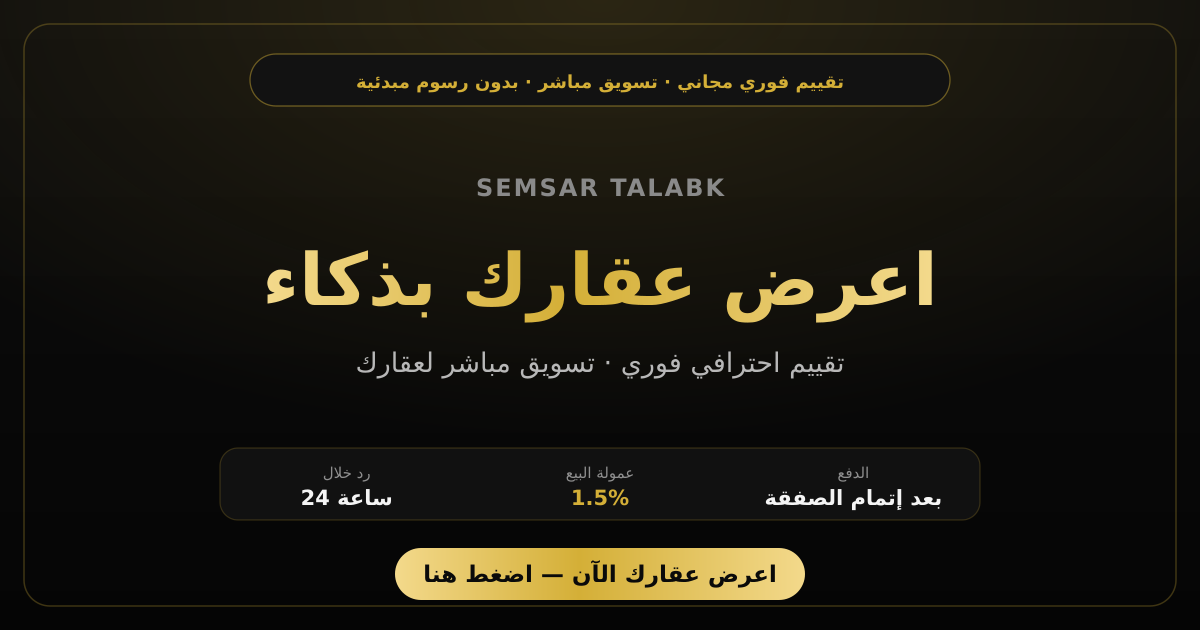 تقييم فوري مجاني · تسويق مباشر · بدون رسوم مبدئية
SEMSAR TALABK
اعرض عقارك بذكاء
تقييم احترافي فوري · تسويق مباشر لعقارك
الدفع
بعد إتمام الصفقة
عمولة البيع
1.5%
رد خلال
24 ساعة
اعرض عقارك الآن — اضغط هنا